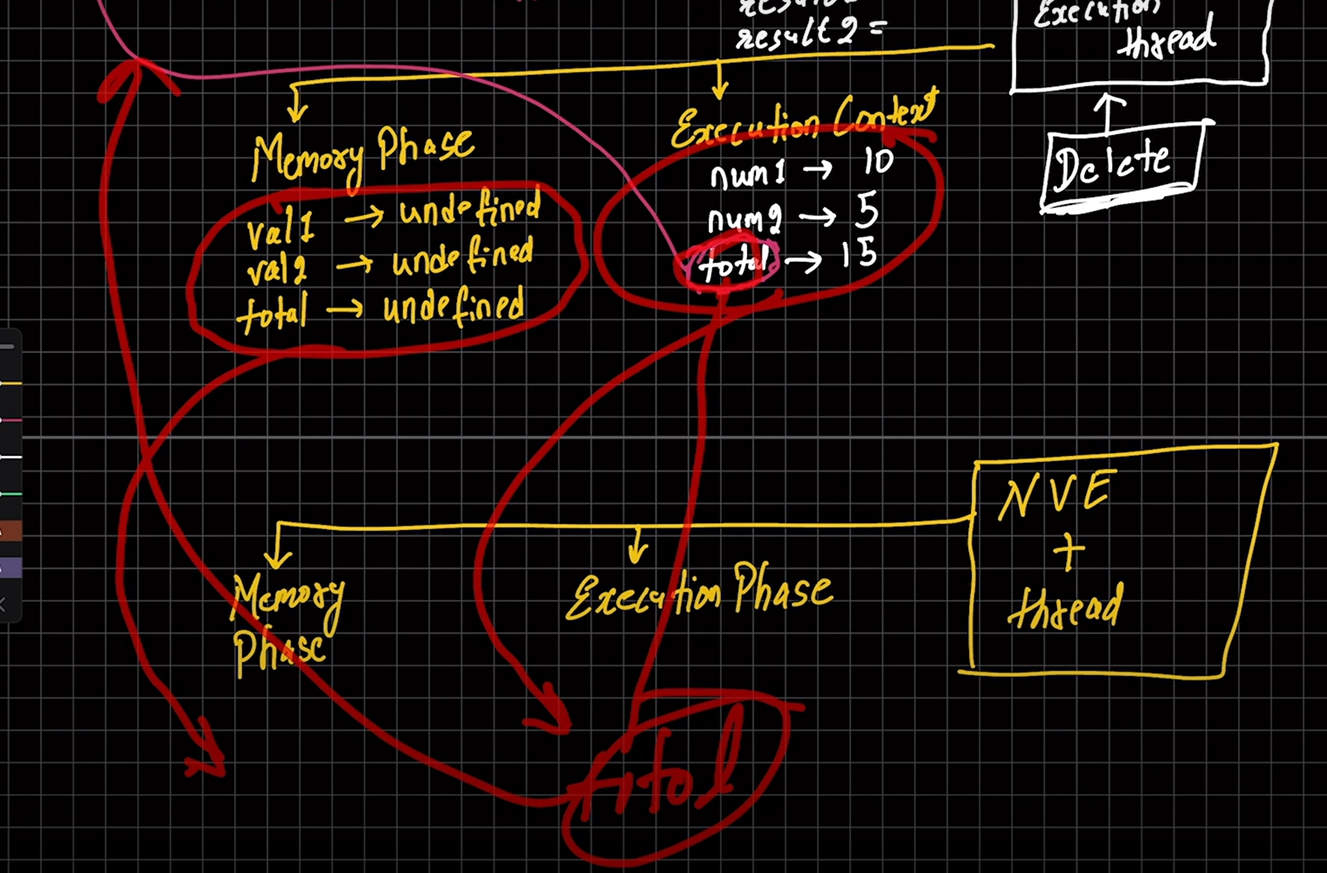 result2 =
Execution
thread
Delete
Memory Phase
val1 → undefined
val2 → undefined
total → undefined
Execution Context
num1 → 10
num2 → 5
total → 15
NVE
+
thread
Memory
Phase
Execution Phase
total